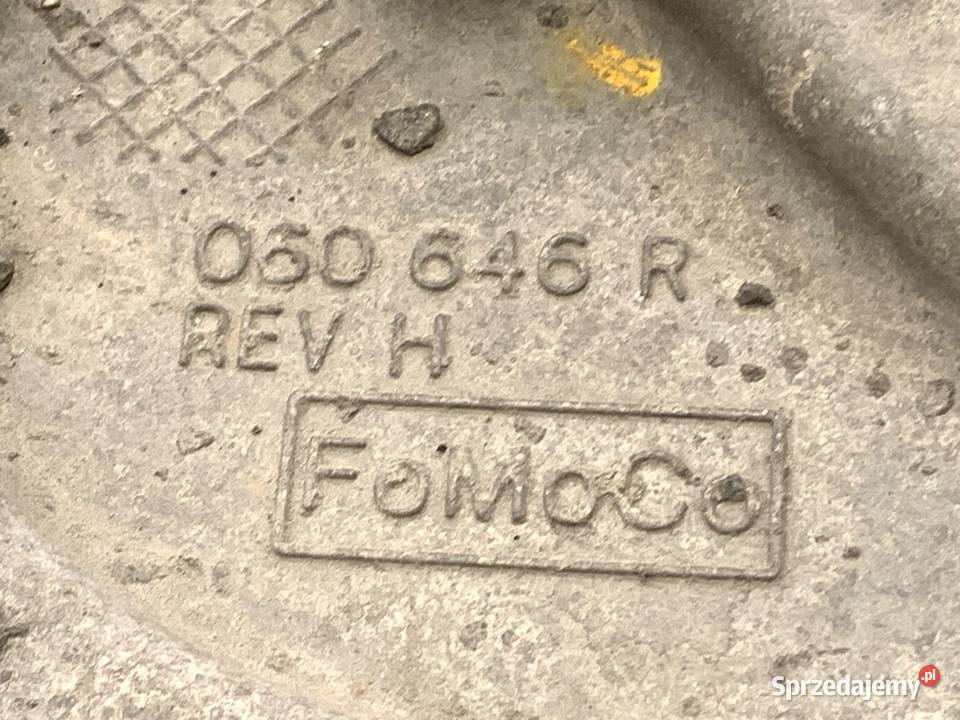 060 646 R
REV H
FoMoCo
Sprzedajemy.pl